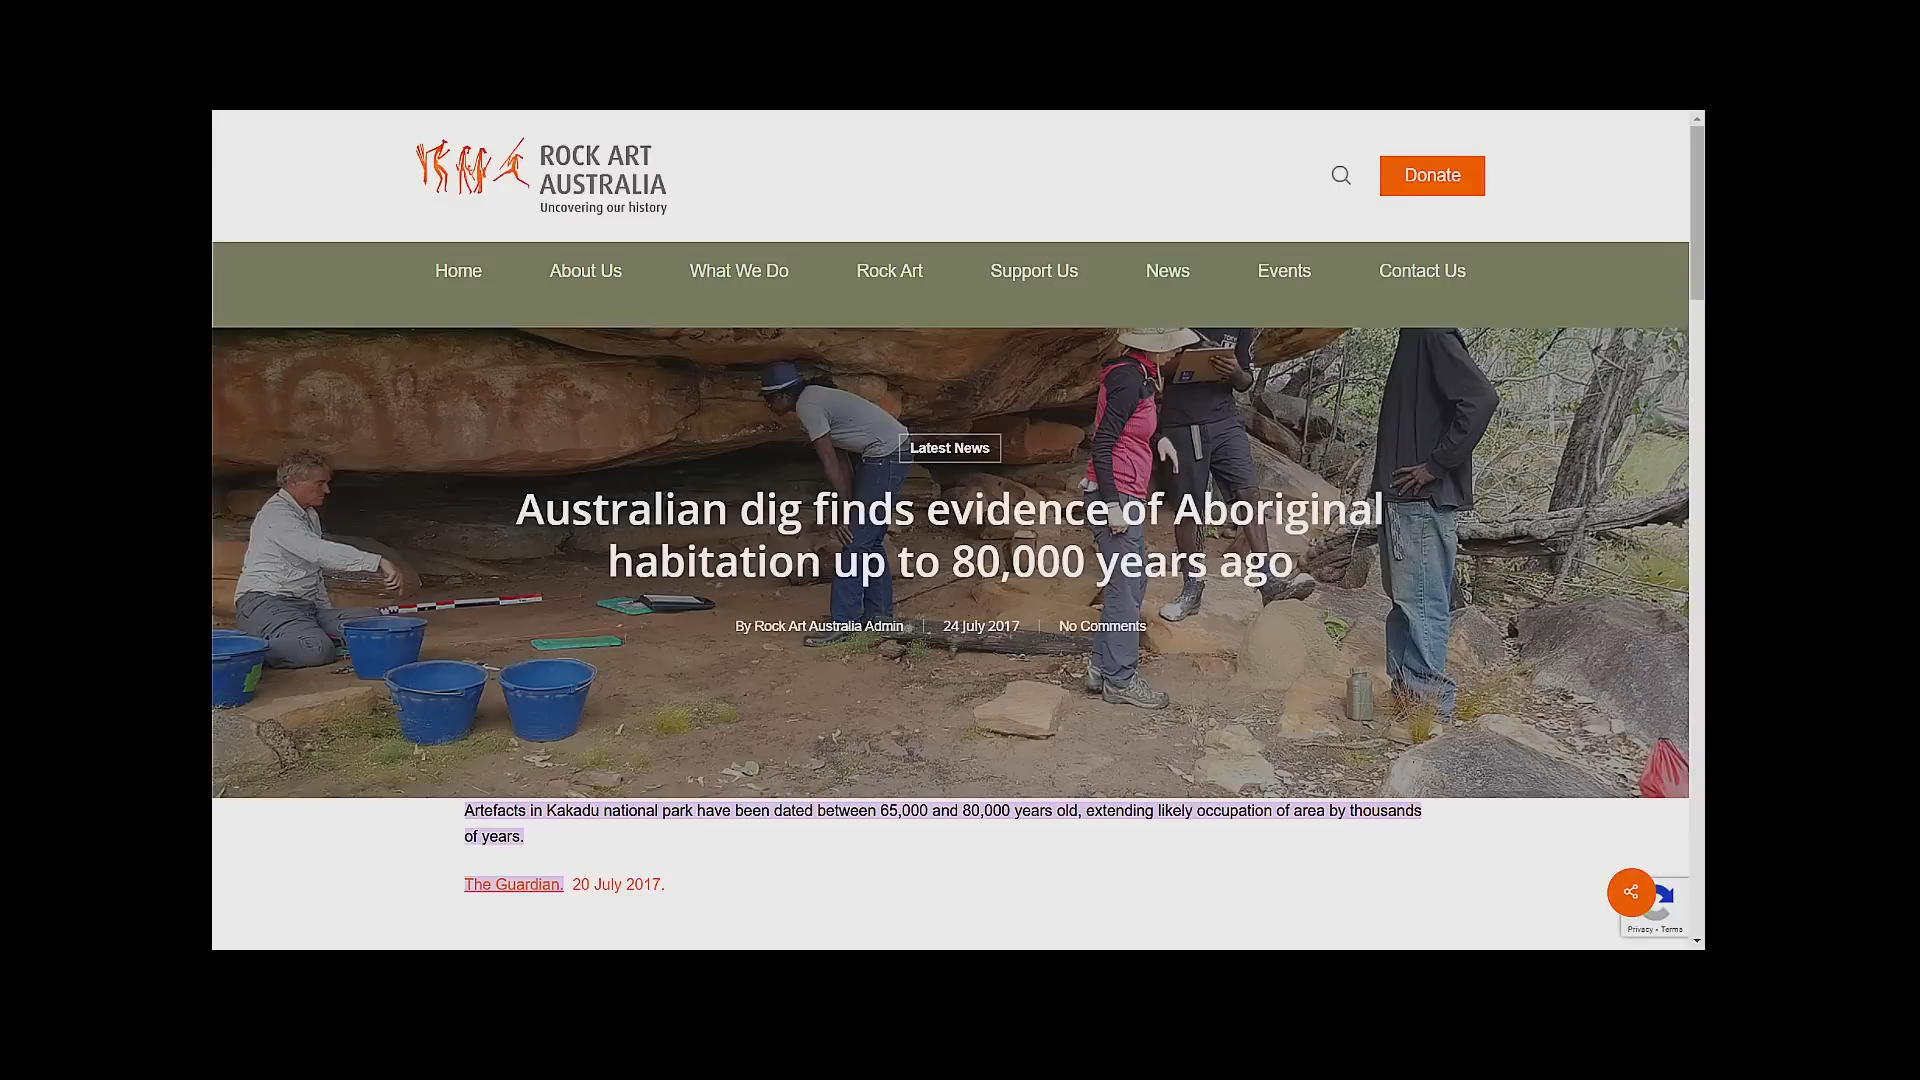 ROCK ART
AUSTRALIA
Uncovering our history
Donate
Home About Us What We Do Rock Art Support Us News Events Contact Us
Latest News
Australian dig finds evidence of Aboriginal
habitation up to 80,000 years ago
By Rock Art Australia Admin 24 July 2017 No Comments
Artefacts in Kakadu national park have been dated between 65,000 and 80,000 years old, extending likely occupation of area by thousands
of years.
The Guardian. 20 July 2017.
Privacy - Terms